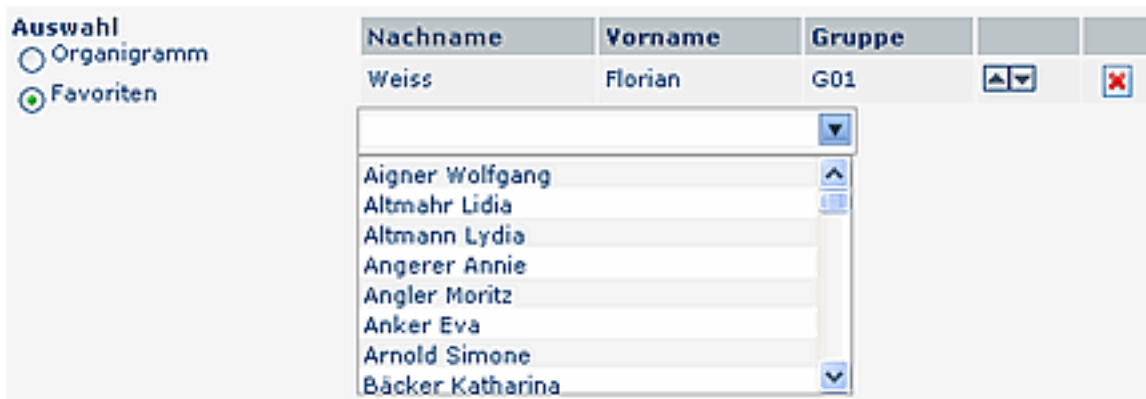 Auswahl
Organigramm
Favoriten
Nachname Vorname Gruppe
Weiss Florian G01
Aigner Wolfgang
Altmahr Lidia
Altmann Lydia
Angerer Annie
Angler Moritz
Anker Eva
Arnold Simone
Bäcker Katharina